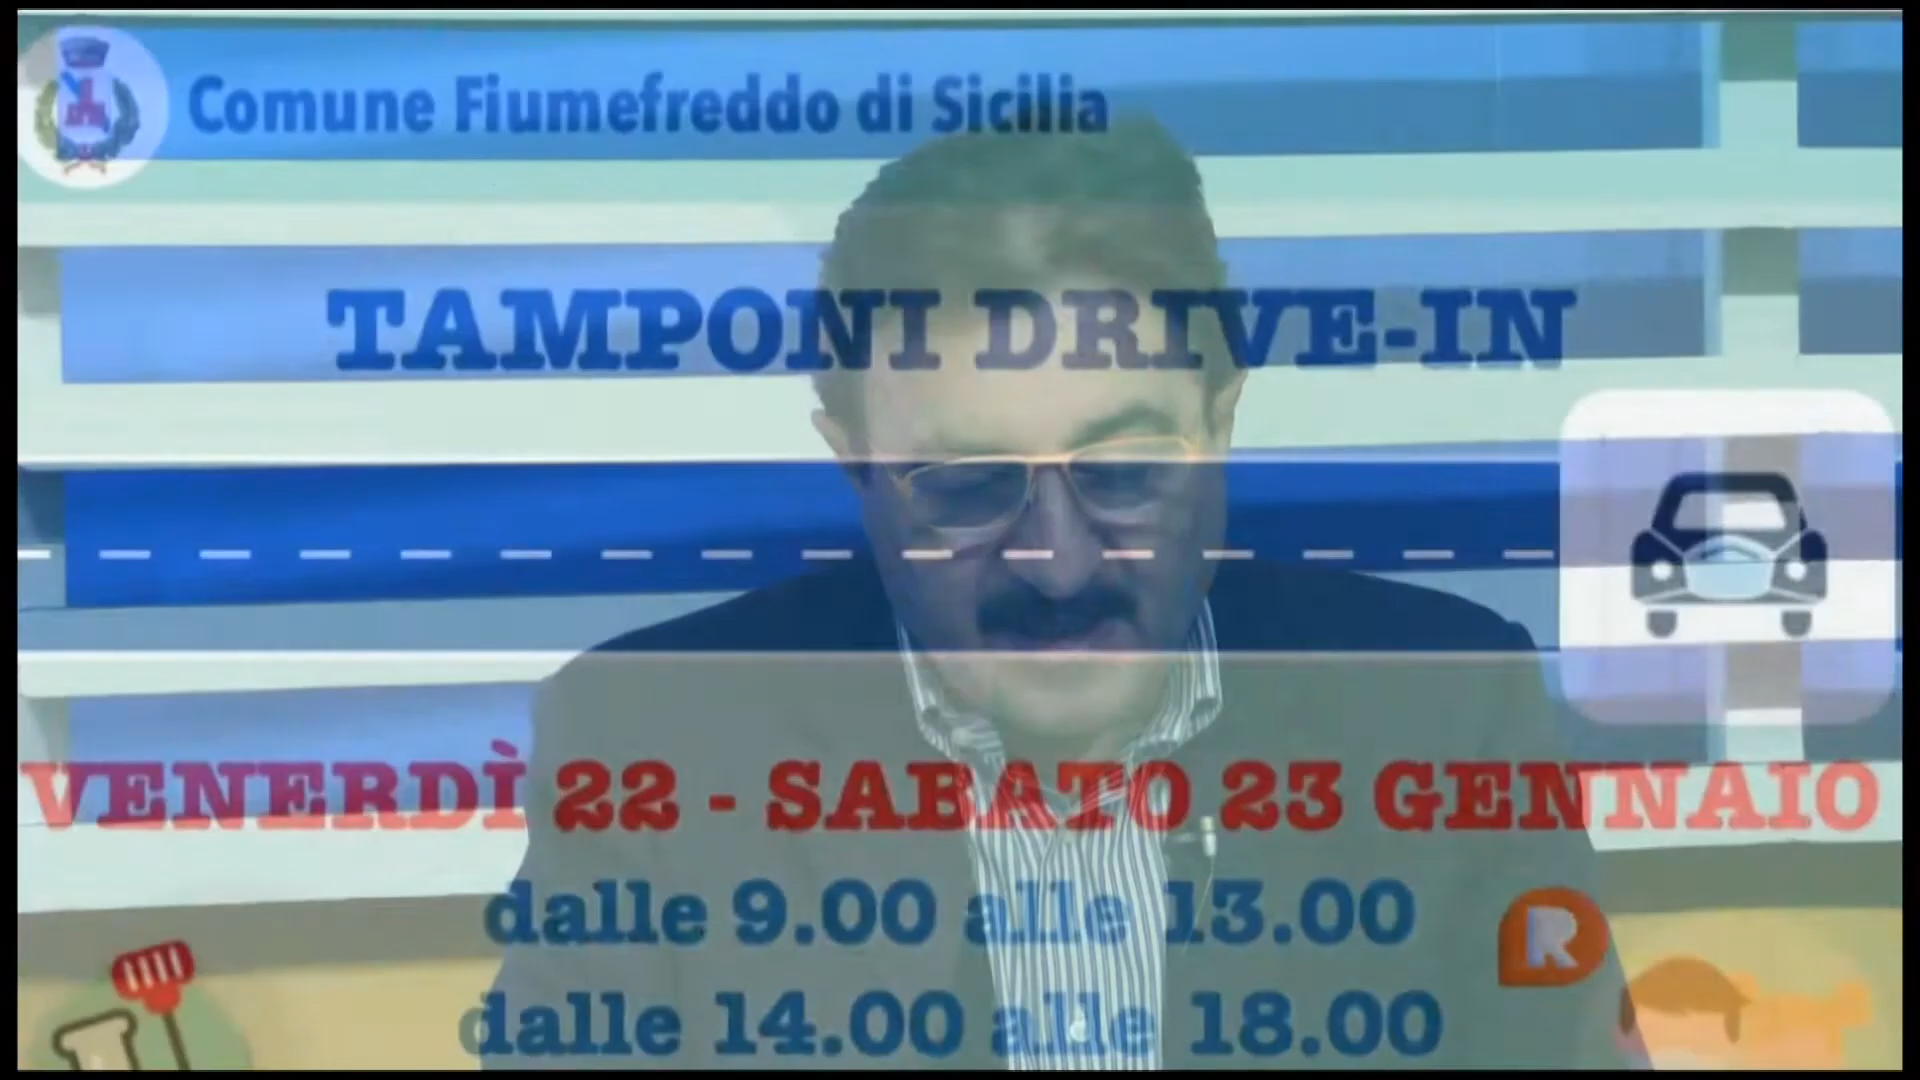 Comune Fiumefreddo di Sicilia
TAMPONI DRIVE-IN
VENERDÌ 22 - SABATO 23 GENNAIO
dalle 9.00 alle 13.00
R
dalle 14.00 alle 18.00